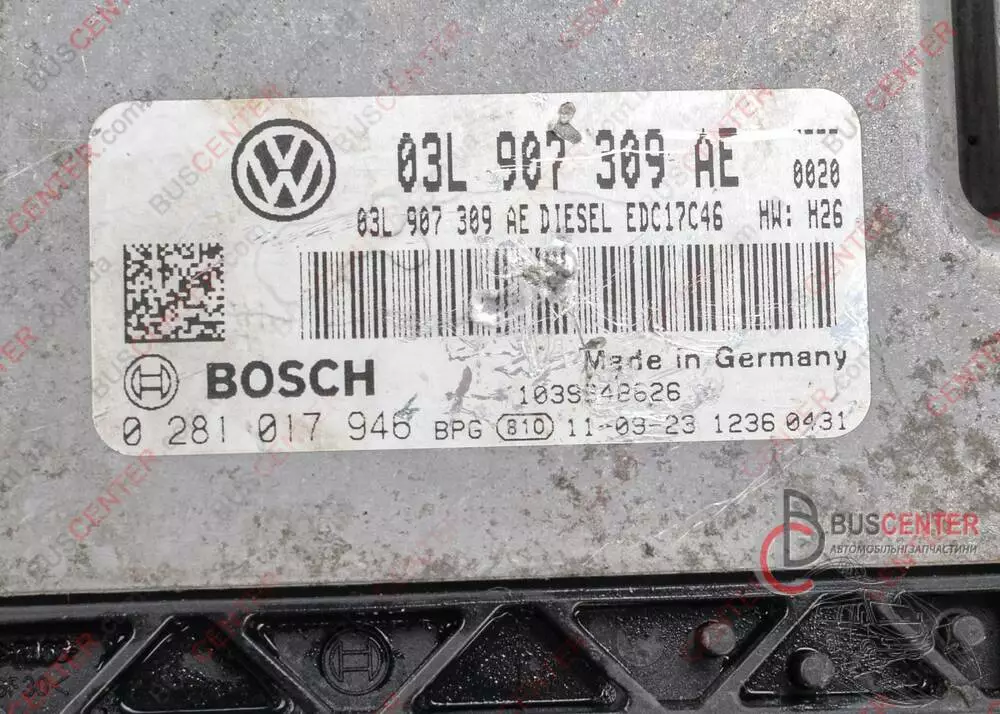 03L 907 309 AE
0020
03L 907 309 AE DIESEL EDC17C46 HW: H26
BOSCH
Made in Germany
0 281 017 946 BPG 810 11-03-23 1236 0431
BUSCENTER
АВТОМОБІЛЬНІ ЗАПЧАСТИНИ